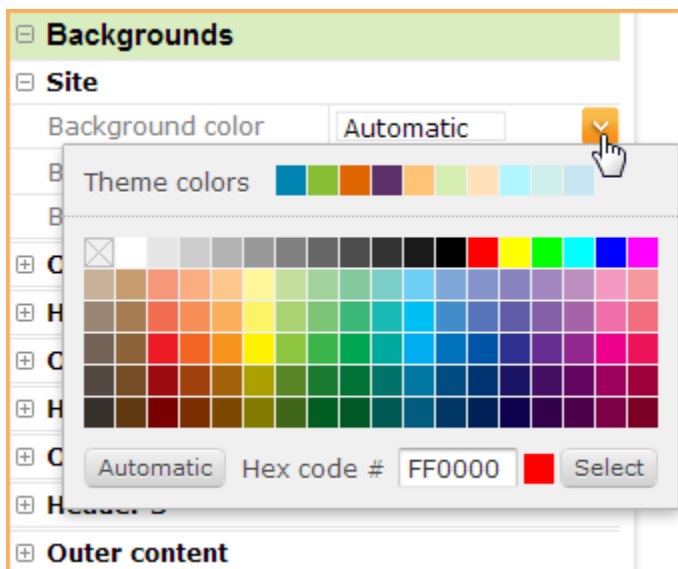 Backgrounds
Site
Background color Automatic
B
Theme colors
B
C
H
C
H
C
Automatic Hex code # FF0000 Select
Outer content